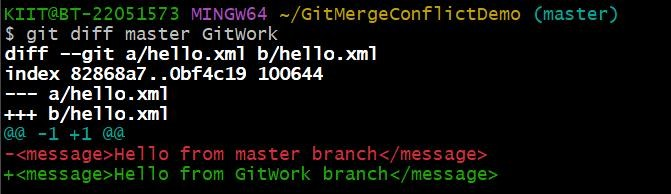 KIIT@BT-22051573 MINGW64 ~/GitMergeConflictDemo (master)
$ git diff master GitWork
diff --git a/hello.xml b/hello.xml
index 82868a7..0bf4c19 100644
--- a/hello.xml
+++ b/hello.xml
@@ -1 +1 @@
-<message>Hello from master branch</message>
+<message>Hello from GitWork branch</message>